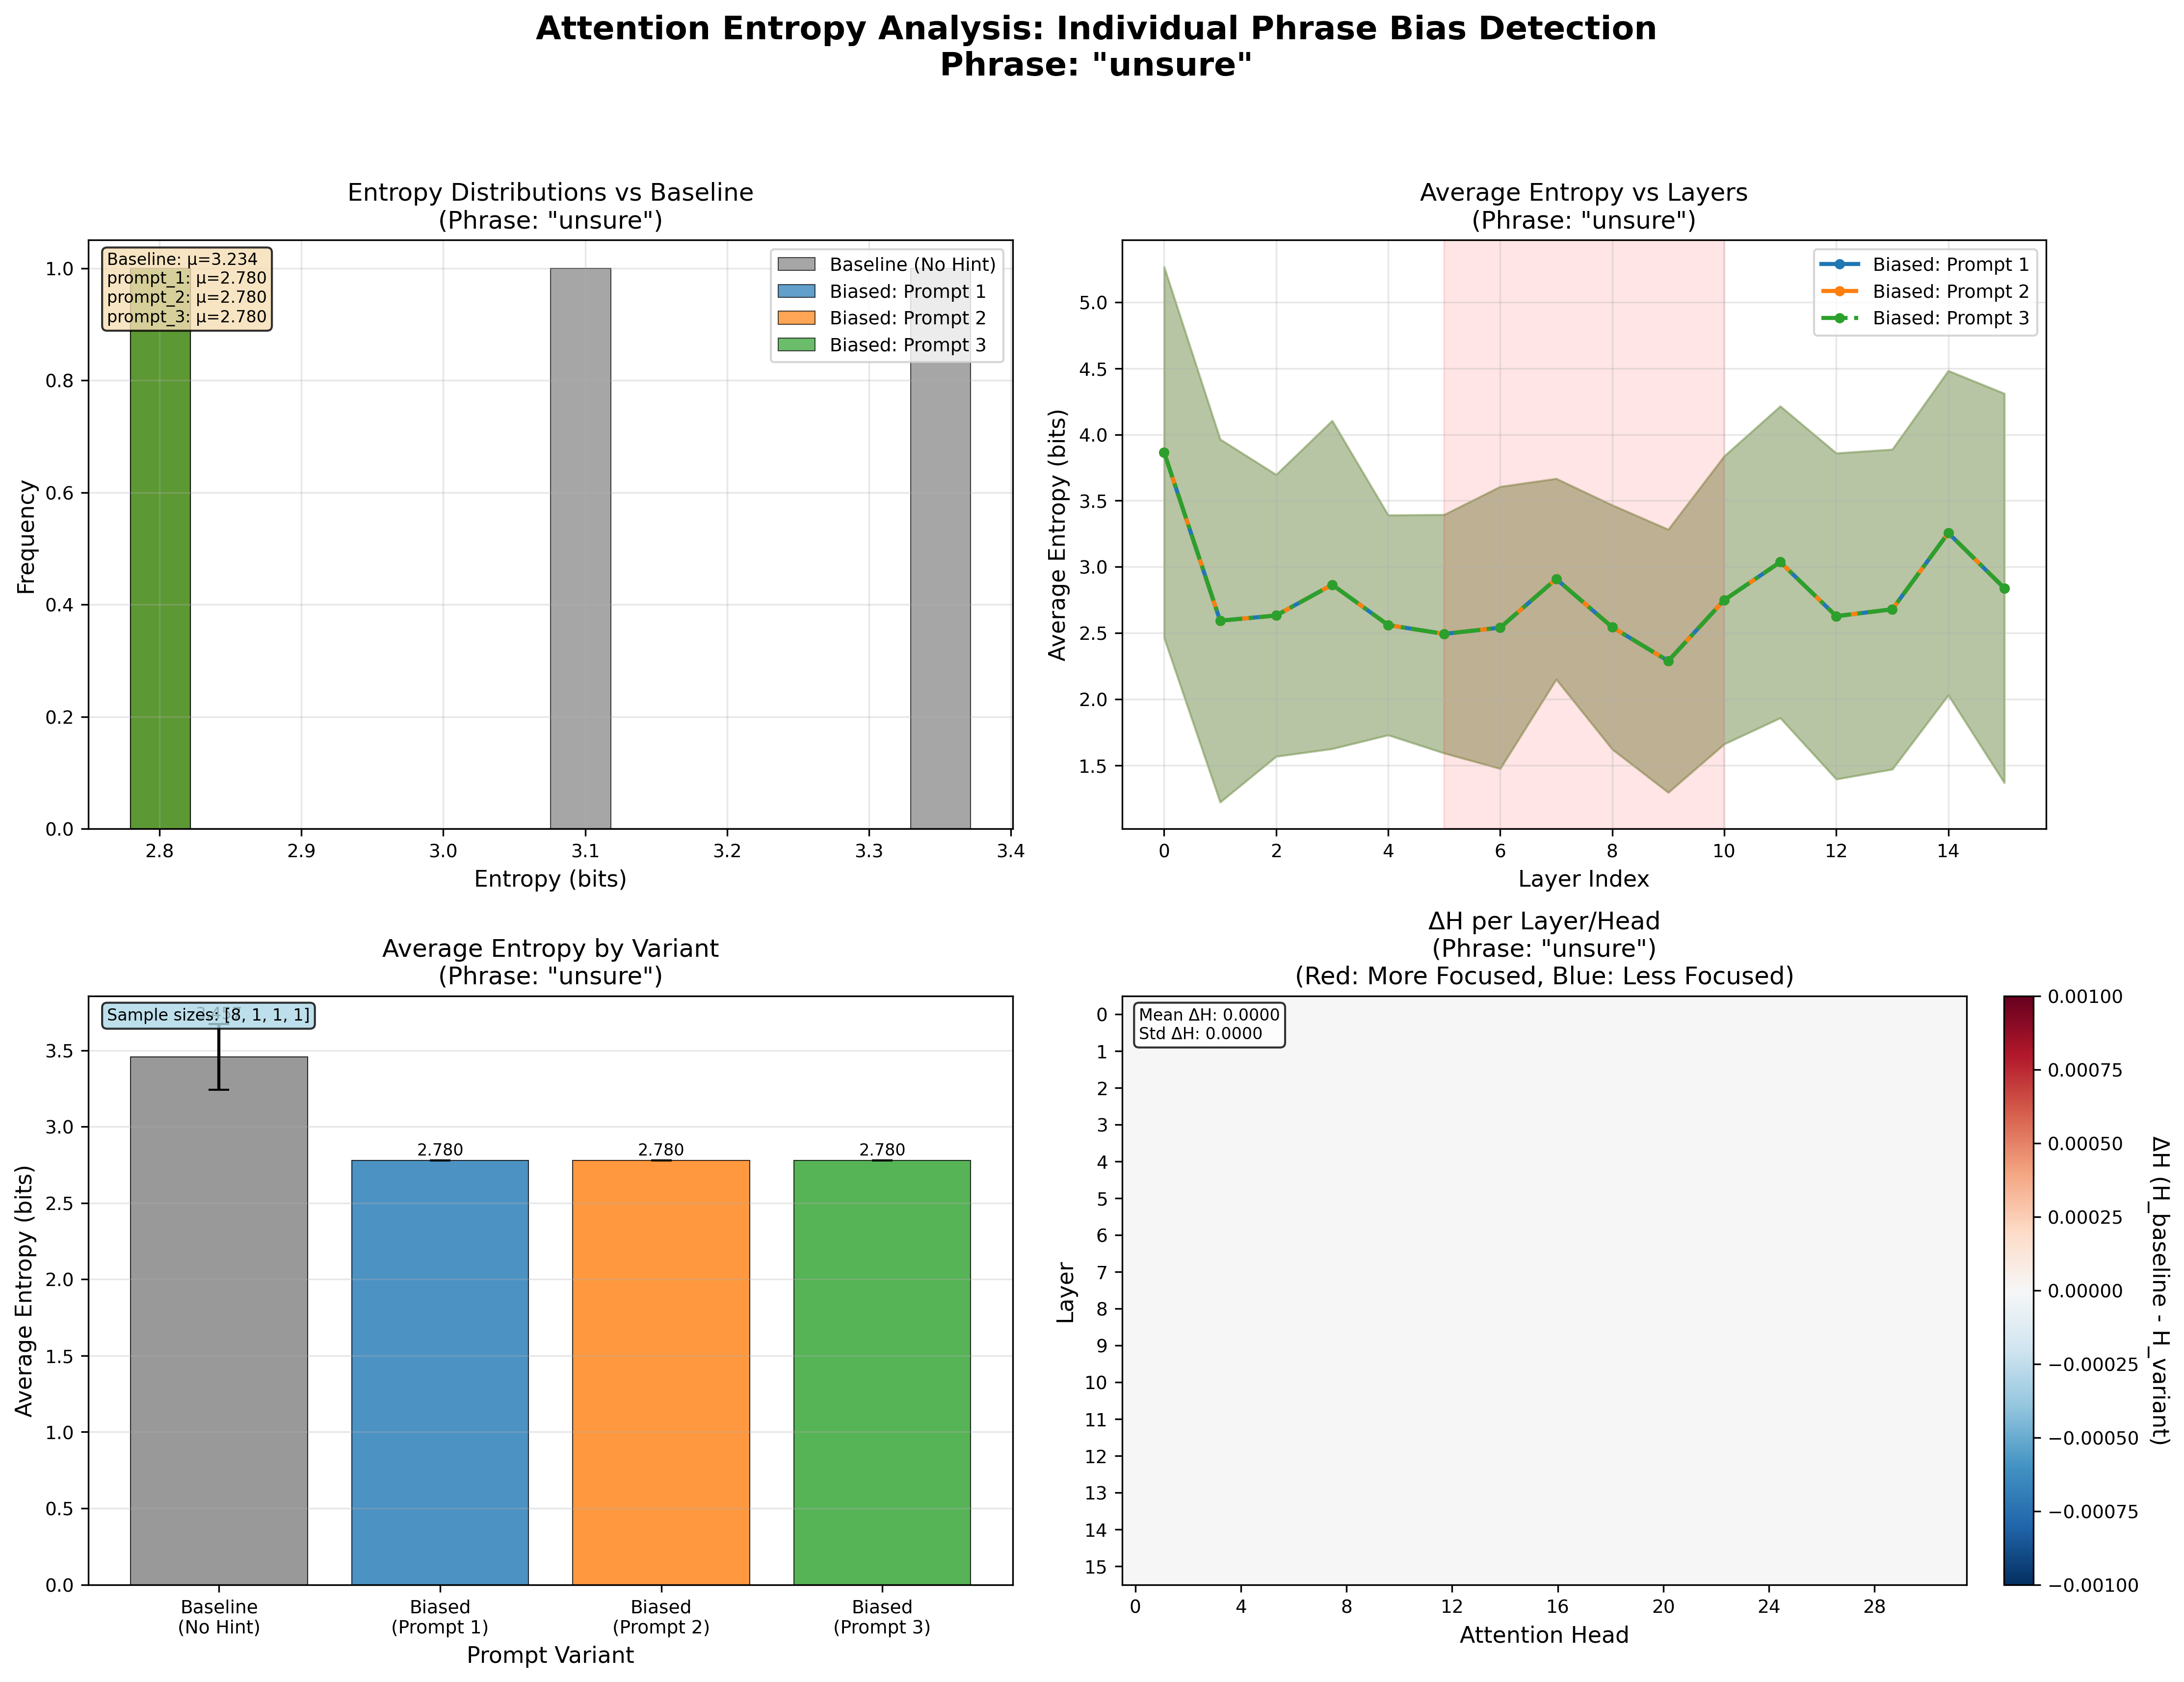 Attention Entropy Analysis: Individual Phrase Bias Detection
Phrase: "unsure"
Entropy Distributions vs Baseline
(Phrase: "unsure")
Baseline: μ=3.234
prompt_1: μ=2.780
prompt_2: μ=2.780
prompt_3: μ=2.780
Baseline (No Hint)
Biased: Prompt 1
Biased: Prompt 2
Biased: Prompt 3
Frequency
1.0
0.8
0.6
0.4
0.2
0.0
2.8 2.9 3.0 3.1 3.2 3.3 3.4
Entropy (bits)
Average Entropy vs Layers
(Phrase: "unsure")
Biased: Prompt 1
Biased: Prompt 2
Biased: Prompt 3
Average Entropy (bits)
5.0
4.5
4.0
3.5
3.0
2.5
2.0
1.5
0 2 4 6 8 10 12 14
Layer Index
Average Entropy by Variant
(Phrase: "unsure")
Sample sizes: [8, 1, 1, 1]
2.780 2.780 2.780
Average Entropy (bits)
3.5
3.0
2.5
2.0
1.5
1.0
0.5
0.0
Baseline
(No Hint)
Biased
(Prompt 1)
Biased
(Prompt 2)
Biased
(Prompt 3)
Prompt Variant
ΔH per Layer/Head
(Phrase: "unsure")
(Red: More Focused, Blue: Less Focused)
Mean ΔH: 0.0000
Std ΔH: 0.0000
Layer
0
1
2
3
4
5
6
7
8
9
10
11
12
13
14
15
0 4 8 12 16 20 24 28
Attention Head
0.00100
0.00075
0.00050
0.00025
0.00000
−0.00025
−0.00050
−0.00075
−0.00100
ΔH (H_baseline - H_variant)